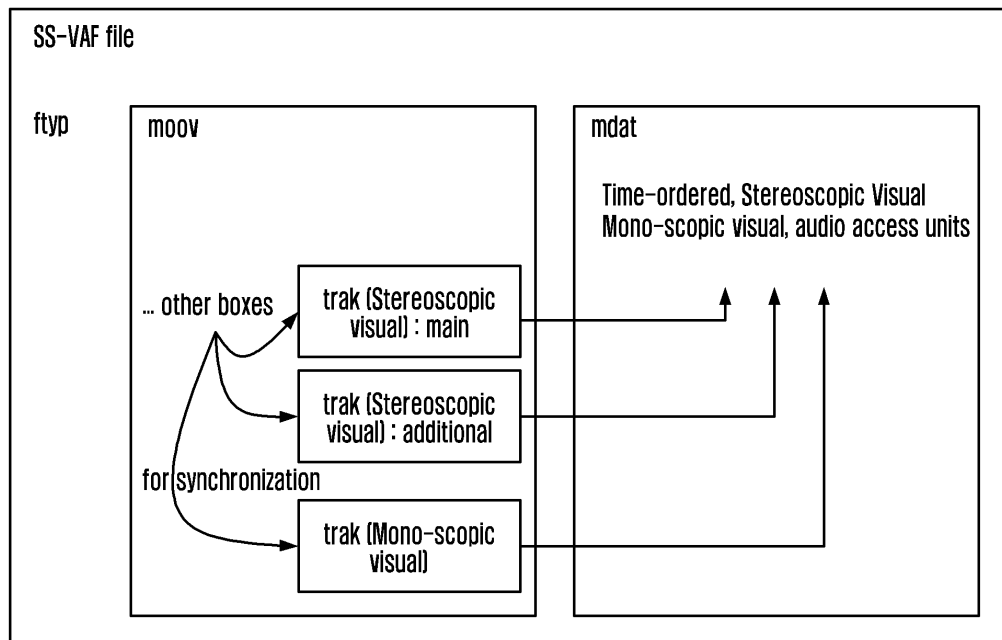 SS-VAF file
ftyp
moov
... other boxes
for synchronization
trak (Stereoscopic
visual) : main
trak (Stereoscopic
visual) : additional
trak (Mono-scopic
visual)
mdat
Time-ordered, Stereoscopic Visual
Mono-scopic visual, audio access units